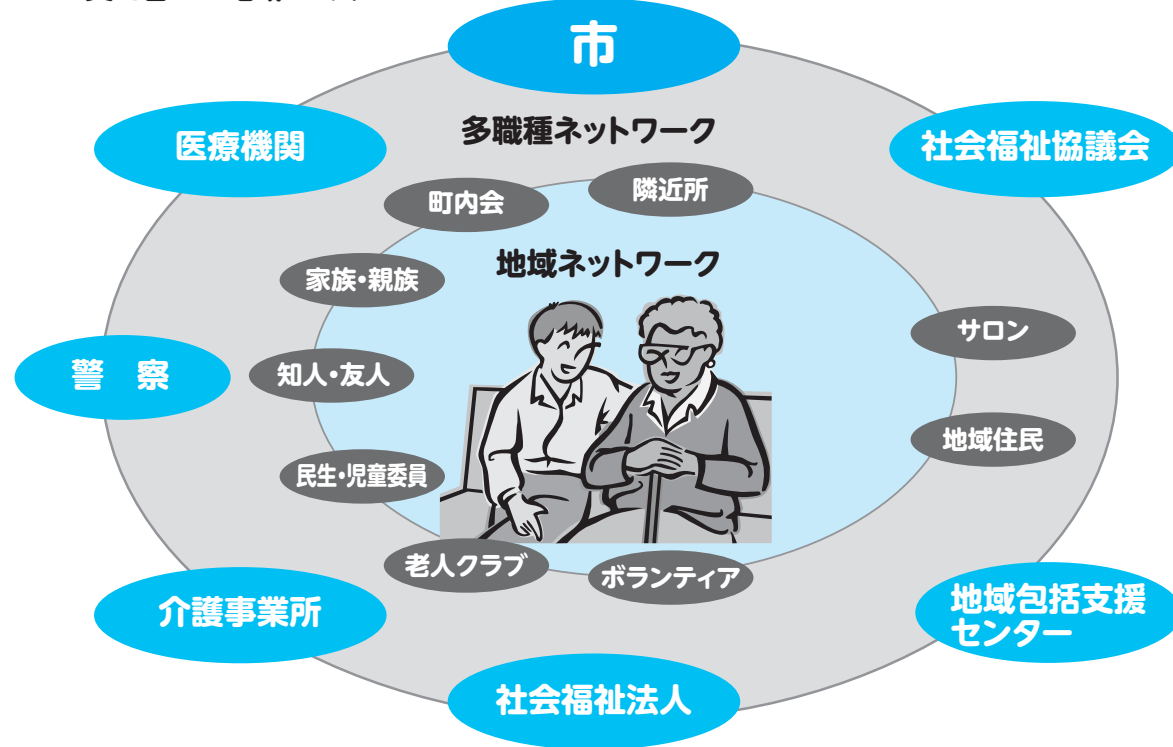 市
医療機関
多職種ネットワーク
社会福祉協議会
町内会
隣近所
地域ネットワーク
家族・親族
サロン
警　察
知人・友人
地域住民
民生・児童委員
老人クラブ
ボランティア
介護事業所
地域包括支援
センター
社会福祉法人